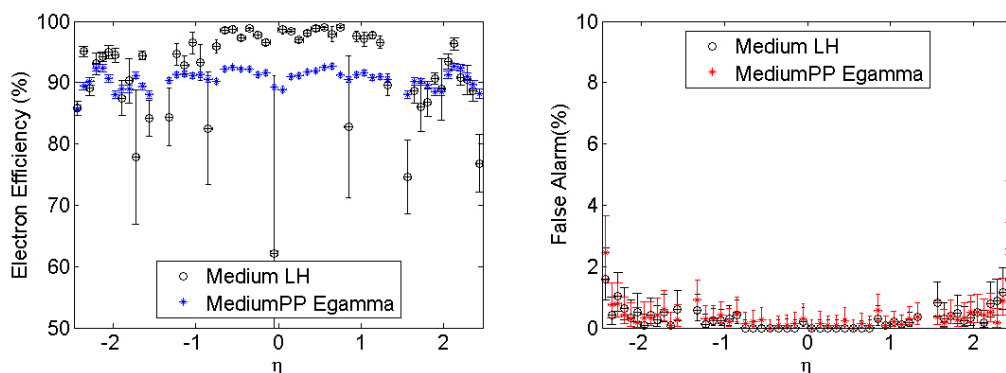 100
90
80
70
60
50
Electron Efficiency (%)
Medium LH
MediumPP Egamma
-2
-1
0
1
2
η
10
8
6
4
2
0
False Alarm(%)
Medium LH
MediumPP Egamma
-2
-1
0
1
2
η